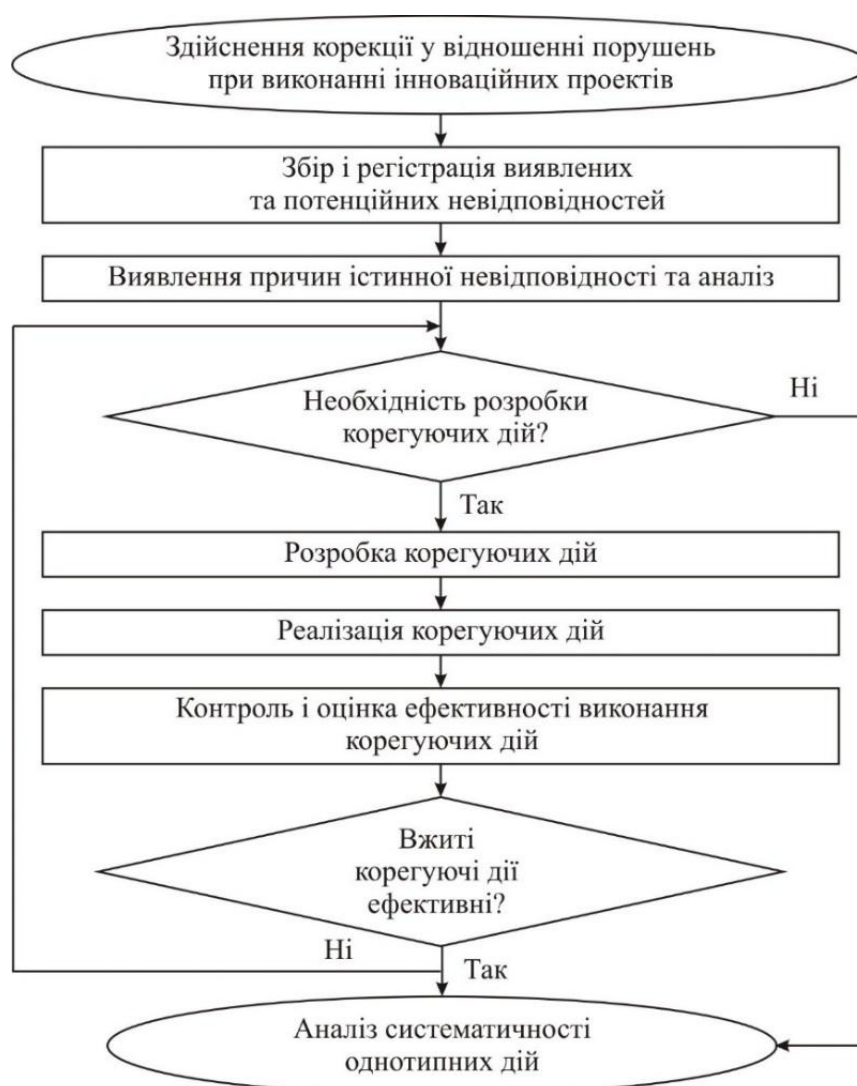 Здійснення корекції у відношенні порушень
при виконанні інноваційних проектів
Збір і регістрація виявлених
та потенційних невідповідностей
Виявлення причин істинної невідповідності та аналіз
Необхідність розробки
корегуючих дій?
Ні
Так
Розробка корегуючих дій
Реалізація корегуючих дій
Контроль і оцінка ефективності виконання
корегуючих дій
Вжиті
корегуючі дії
ефективні?
Ні
Так
Аналіз систематичності
однотипних дій